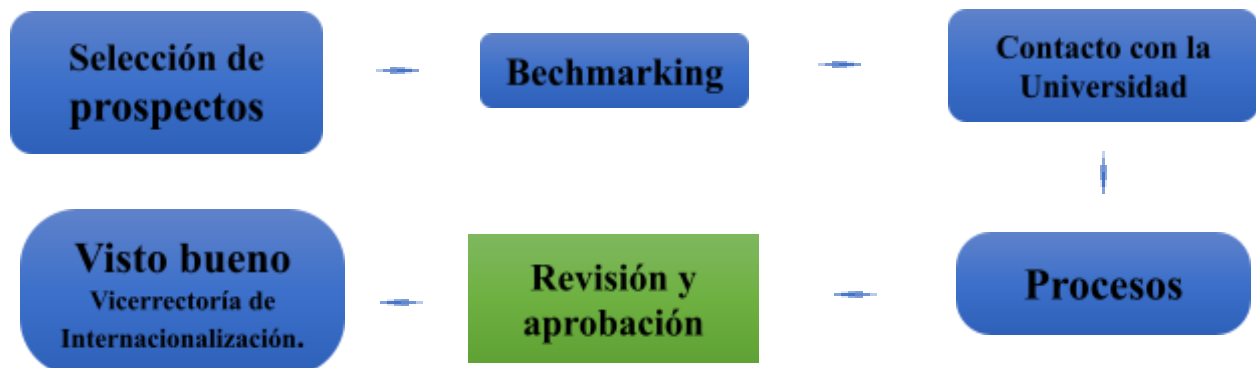 Selección de
prospectos
Bechmarking
Contacto con la
Universidad
Procesos
Revisión y
aprobación
Visto bueno
Vicerrectoría de
Internacionalización.